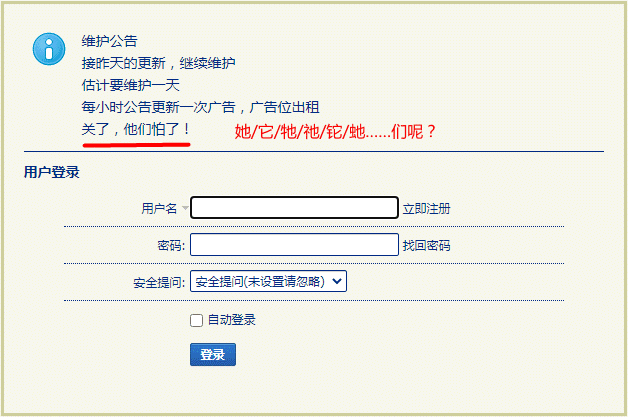 维护公告
接昨天的更新，继续维护
估计要维护一天
每小时公告更新一次广告，广告位出租
关了，他们怕了！ 她/它/牠/祂/铊/虵……们呢？
用户登录
用户名 立即注册
密码: 找回密码
安全提问: 安全提问(未设置请忽略)
自动登录
登录